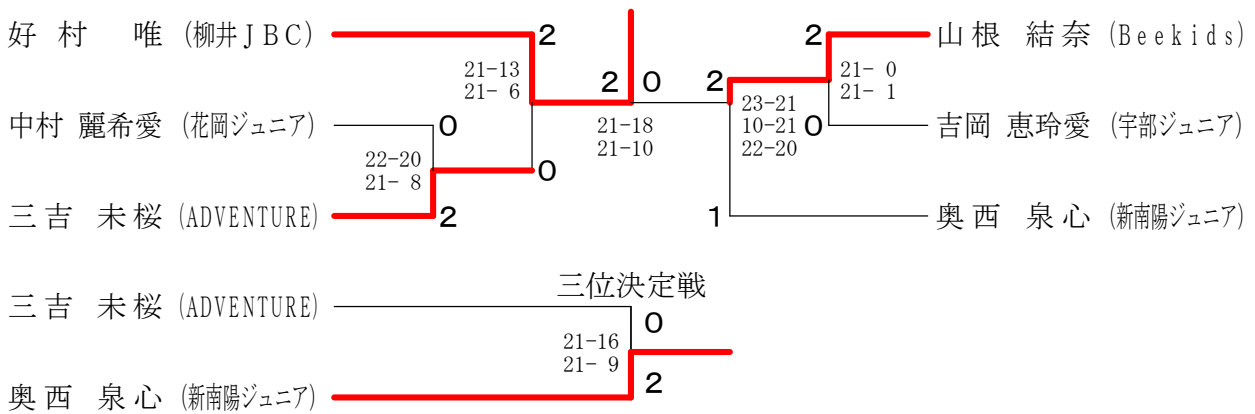 好村 唯 (柳井JBC)
2
21-13
21- 6
中村 麗希愛 (花岡ジュニア)
0
22-20
21- 8
0
三吉 未桜 (ADVENTURE)
2
2 0
21-18
21-10
2
山根 結奈 (Beekids)
21- 0
21- 1
2
23-21
10-21
22-20
0
吉岡 恵玲愛 (宇部ジュニア)
1
奥西 泉心 (新南陽ジュニア)
三位決定戦
三吉 未桜 (ADVENTURE)
0
21-16
21- 9
2
奥西 泉心 (新南陽ジュニア)